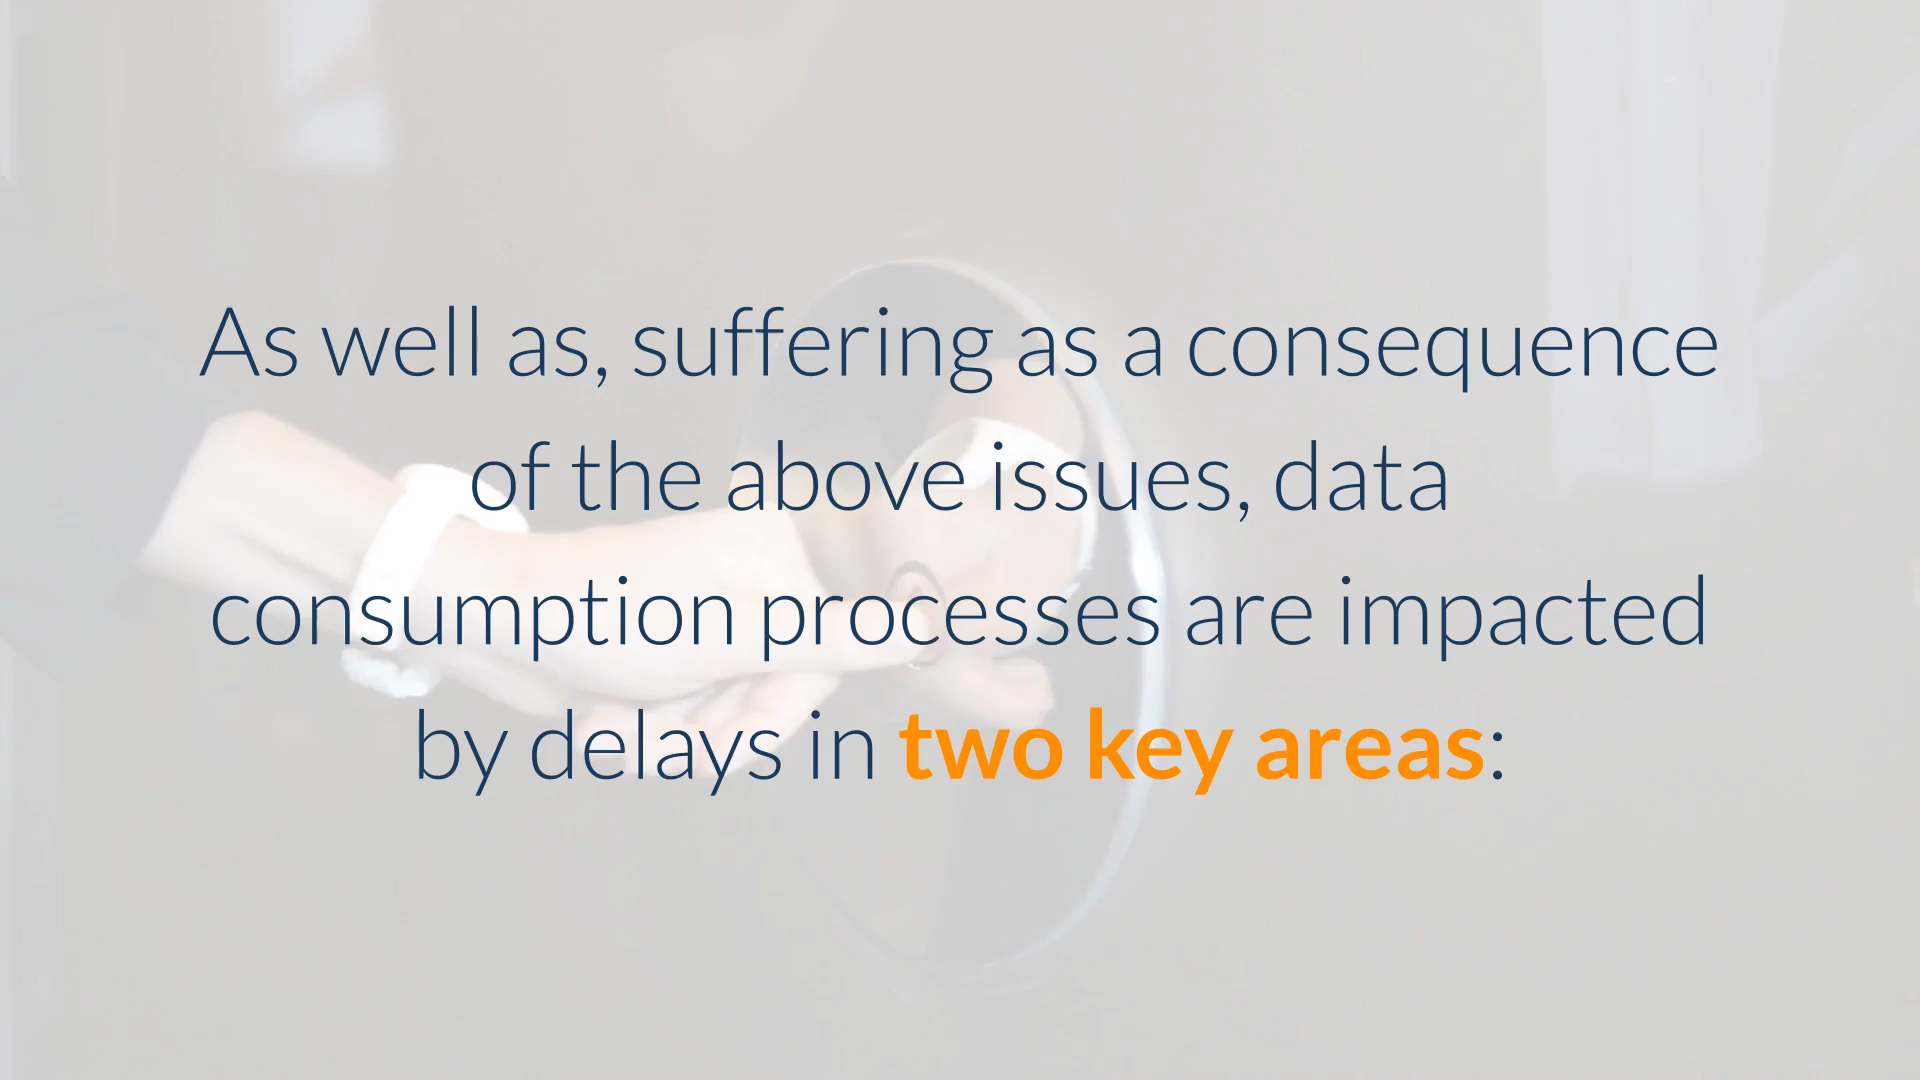 As well as, suffering as a consequence
of the above issues, data
consumption processes are impacted
by delays in two key areas: